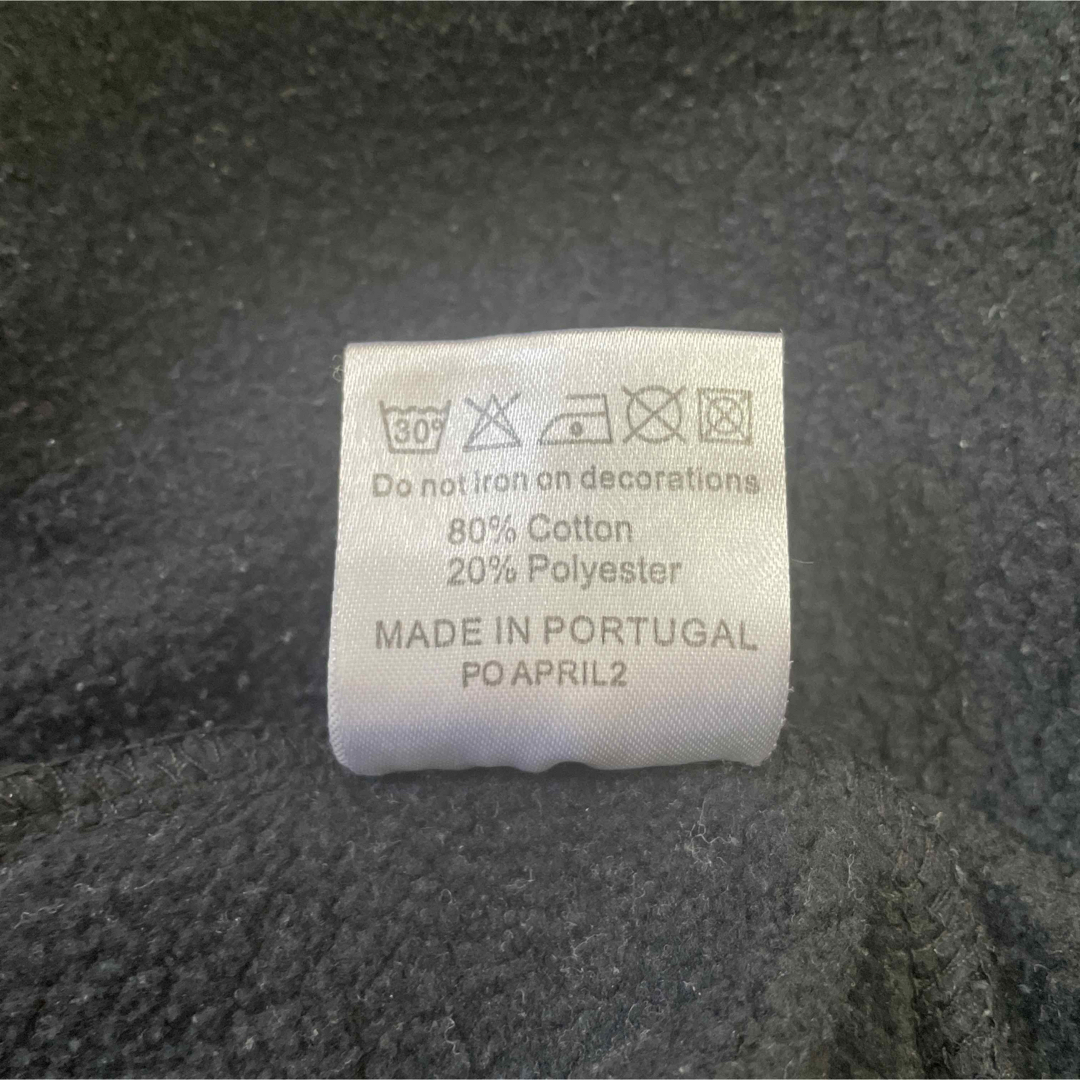 30°
Do not iron on decorations
80% Cotton
20% Polyester
MADE IN PORTUGAL
PO APRIL2